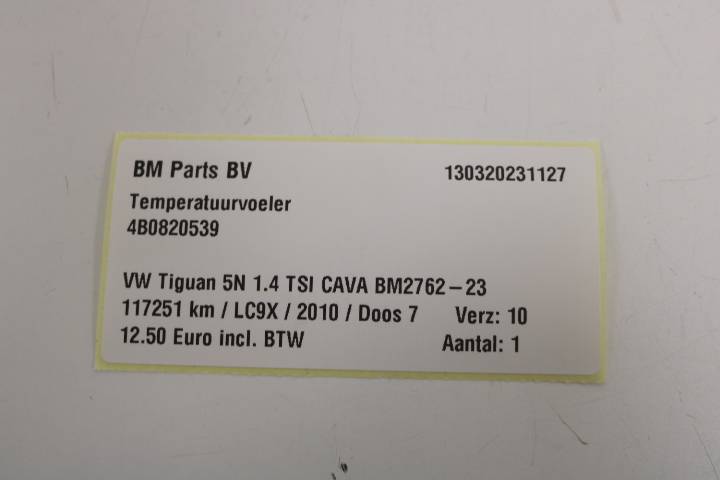 BM Parts BV 130320231127
Temperatuurvoeler
4B0820539
VW Tiguan 5N 1.4 TSI CAVA BM2762-23
117251 km / LC9X / 2010 / Doos 7 Verz: 10
12.50 Euro incl. BTW Aantal: 1